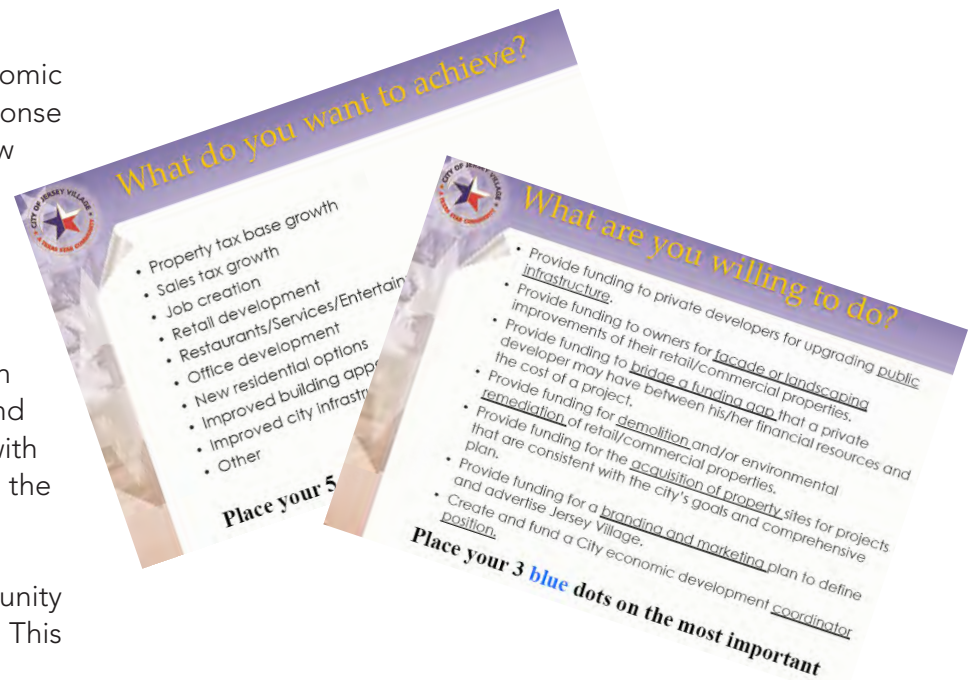 omic
onse
w
n
nd
with
the
unity
This
What do you want to achieve?
CITY OF JERSEY VILLAGE
A TEXAS STAR COMMUNITY
• Property tax base growth
• Sales tax growth
• Job creation
• Retail development
• Restaurants/Services/Entertain
• Office development
• New residential options
• Improved building app
• Improved city infrastr
• Other
Place your 5
What are you willing to do?
CITY OF JERSEY VILLAGE
A TEXAS STAR COMMUNITY
• Provide funding to private developers for upgrading public
infrastructure.
• Provide funding to owners for facade or landscaping
improvements of their retail/commercial properties.
• Provide funding to bridge a funding gap that a private
developer may have between his/her financial resources and
the cost of a project.
• Provide funding for demolition and/or environmental
remediation of retail/commercial properties.
• Provide funding for the acquisition of property sites for projects
that are consistent with the city's goals and comprehensive
plan.
• Provide funding for a branding and marketing plan to define
and advertise Jersey Village.
• Create and fund a City economic development coordinator
position.
Place your 3 blue dots on the most important